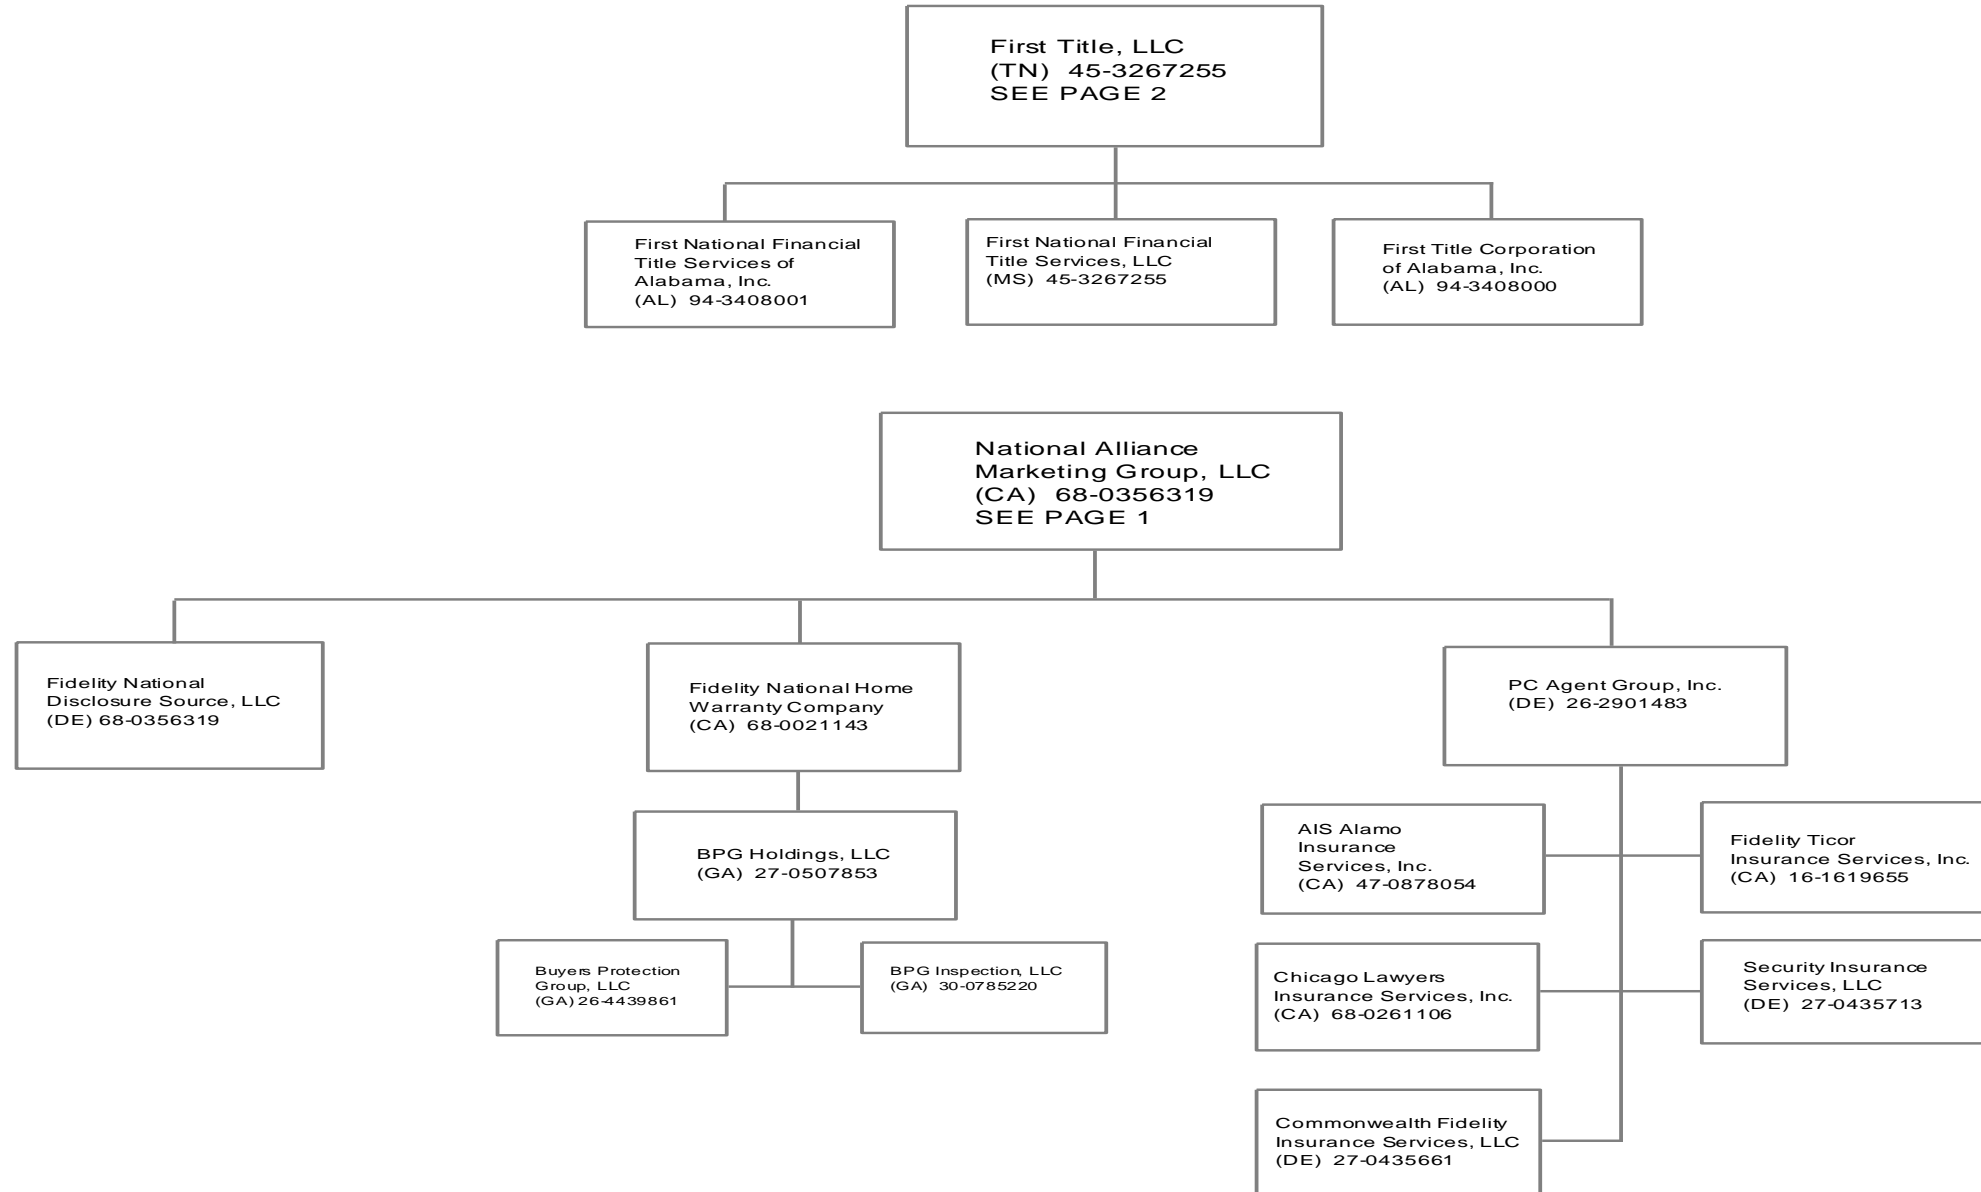 First Title, LLC
(TN) 45-3267255
SEE PAGE 2
First National Financial
Title Services of
Alabama, Inc.
(AL) 94-3408001
First National Financial
Title Services, LLC
(MS) 45-3267255
First Title Corporation
of Alabama, Inc.
(AL) 94-3408000
National Alliance
Marketing Group, LLC
(CA) 68-0356319
SEE PAGE 1
Fidelity National
Disclosure Source, LLC
(DE) 68-0356319
Fidelity National Home
Warranty Company
(CA) 68-0021143
PC Agent Group, Inc.
(DE) 26-2901483
BPG Holdings, LLC
(GA) 27-0507853
Buyers Protection
Group, LLC
(GA) 26-4439861
BPG Inspection, LLC
(GA) 30-0785220
AIS Alamo
Insurance
Services, Inc.
(CA) 47-0878054
Fidelity Ticor
Insurance Services, Inc.
(CA) 16-1619655
Chicago Lawyers
Insurance Services, Inc.
(CA) 68-0261106
Security Insurance
Services, LLC
(DE) 27-0435713
Commonwealth Fidelity
Insurance Services, LLC
(DE) 27-0435661